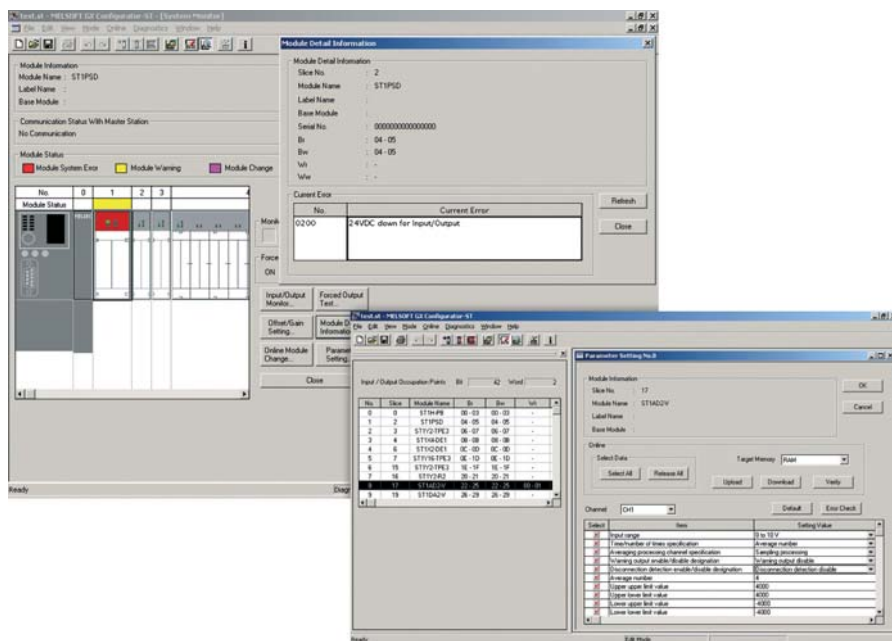 test.st - MELSOFT GX Configurator-ST - [System Monitor]
File Edit View Mode Online Diagnostics Window Help
Module Information
Module Name : ST1PSD
Label Name :
Base Module :
Communication Status With Master Station
No Communication
Module Status
Module System Error
Module Warning
Module Change
No. 0 1 2 3 4
Module Status
Force
ON
Input/Output Monitor...
Forced Output Test...
Offset/Gain Setting...
Online Module Change...
Close
Ready
Module Detail Information
Module Detail Information
Slice No. : 2
Module Name : ST1PSD
Label Name :
Base Module :
Serial No. : 0000000000000000
Br : 04 - 05
Bw : 04 - 05
Wr : -
Ww : -
Current Error
No. Current Error
0200 24VDC down for Input/Output
Refresh
Close
test.st - MELSOFT GX Configurator-ST
File Edit View Mode Online Diagnostics Window Help
Input / Output Occupation Points Bit 42 Word 2
No. Slice Module Name Br Bw Wr
0 0 ST1H-PB 00 - 03 00 - 03 -
1 2 ST1PSD 04 - 05 04 - 05 -
2 3 ST1Y2-TPE3 06 - 07 06 - 07 -
3 4 ST1X4-DE1 08 - 0B 08 - 0B -
4 6 ST1X2-DE1 0C - 0D 0C - 0D -
5 7 ST1Y16-TPE3 0E - 1D 0E - 1D -
6 15 ST1Y2-TPE3 1E - 1F 1E - 1F -
7 16 ST1Y2-R2 20 - 21 20 - 21 -
8 17 ST1AD2-V 22 - 25 22 - 25 00 - 01
9 19 ST1DA2-V 26 - 29 26 - 29 -
Parameter Setting No.8
Module Information
Slice No. : 17
Module Name : ST1AD2-V
Label Name :
Base Module :
OK
Cancel
Online
Select Data
Select All
Release All
Target Memory RAM
Upload
Download
Verify
Channel CH1
Default
Error Check
Select Item Setting Value
Input range 0 to 10 V
Time/number of times specification Average number
Averaging processing channel specification Sampling processing
Warning output enable/disable designation Warning output disable
Disconnection detection enable/disable designation Disconnection detection disable
Average number 4
Upper upper limit value 4000
Upper lower limit value 4000
Lower upper limit value -4000
Lower lower limit value -4000
Ready
Edit Mode